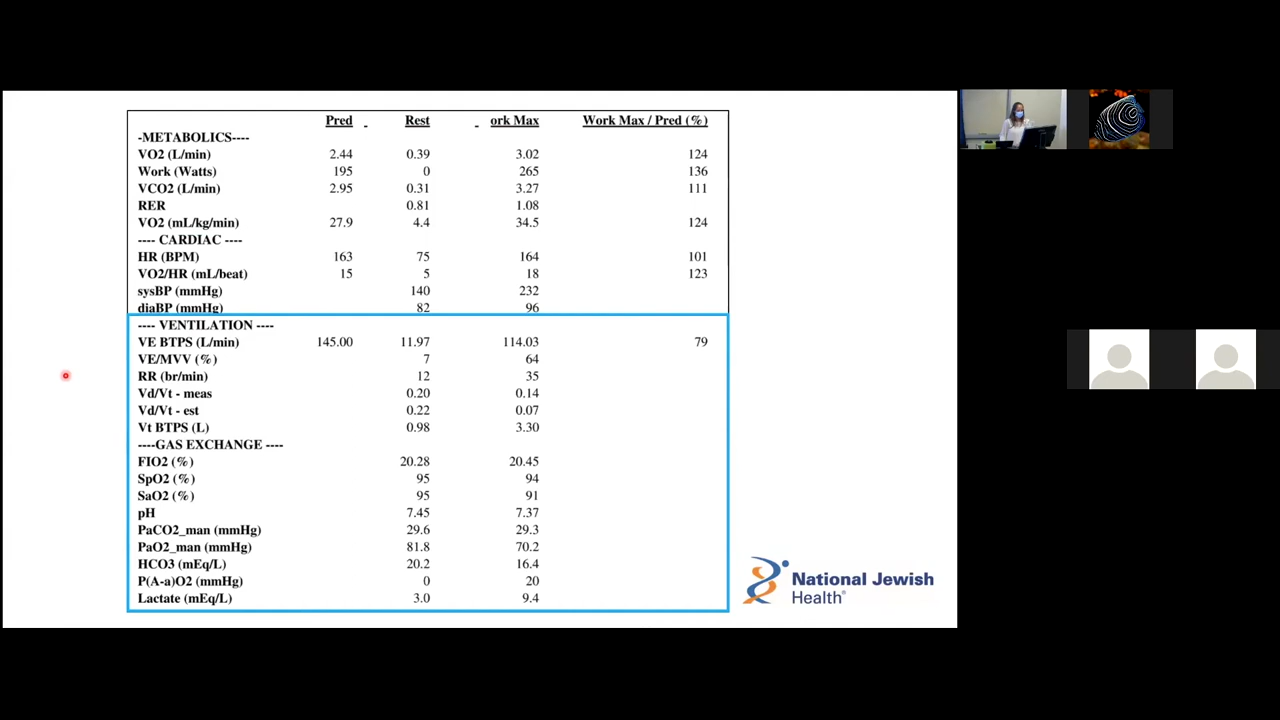 Pred Rest ork Max Work Max / Pred (%)
-METABOLICS----
VO2 (L/min) 2.44 0.39 3.02 124
Work (Watts) 195 0 265 136
VCO2 (L/min) 2.95 0.31 3.27 111
RER 0.81 1.08
VO2 (mL/kg/min) 27.9 4.4 34.5 124
---- CARDIAC ----
HR (BPM) 163 75 164 101
VO2/HR (mL/beat) 15 5 18 123
sysBP (mmHg) 140 232
diaBP (mmHg) 82 96
---- VENTILATION ----
VE BTPS (L/min) 145.00 11.97 114.03 79
VE/MVV (%) 7 64
RR (br/min) 12 35
Vd/Vt - meas 0.20 0.14
Vd/Vt - est 0.22 0.07
Vt BTPS (L) 0.98 3.30
----GAS EXCHANGE ----
FIO2 (%) 20.28 20.45
SpO2 (%) 95 94
SaO2 (%) 95 91
pH 7.45 7.37
PaCO2_man (mmHg) 29.6 29.3
PaO2_man (mmHg) 81.8 70.2
HCO3 (mEq/L) 20.2 16.4
P(A-a)O2 (mmHg) 0 20
Lactate (mEq/L) 3.0 9.4
National Jewish
Health®